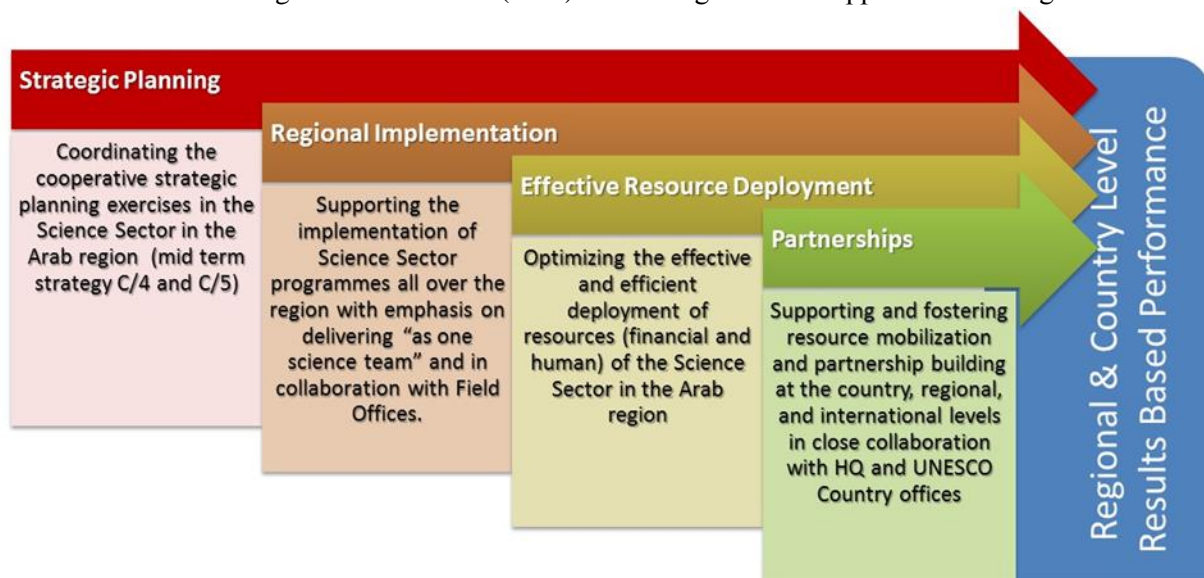 Strategic Planning
Coordinating the
cooperative strategic
planning exercises in the
Science Sector in the
Arab region (mid term
strategy C/4 and C/5)
Regional Implementation
Supporting the
implementation of
Science Sector
programmes all over the
region with emphasis on
delivering "as one
science team" and in
collaboration with Field
Offices.
Effective Resource Deployment
Optimizing the effective
and efficient
deployment of
resources (financial and
human) of the Science
Sector in the Arab
region
Partnerships
Supporting and fostering
resource mobilization
and partnership building
at the country, regional,
and international levels
in close collaboration
with HQ and UNESCO
Country offices
Regional & Country Level
Results Based Performance